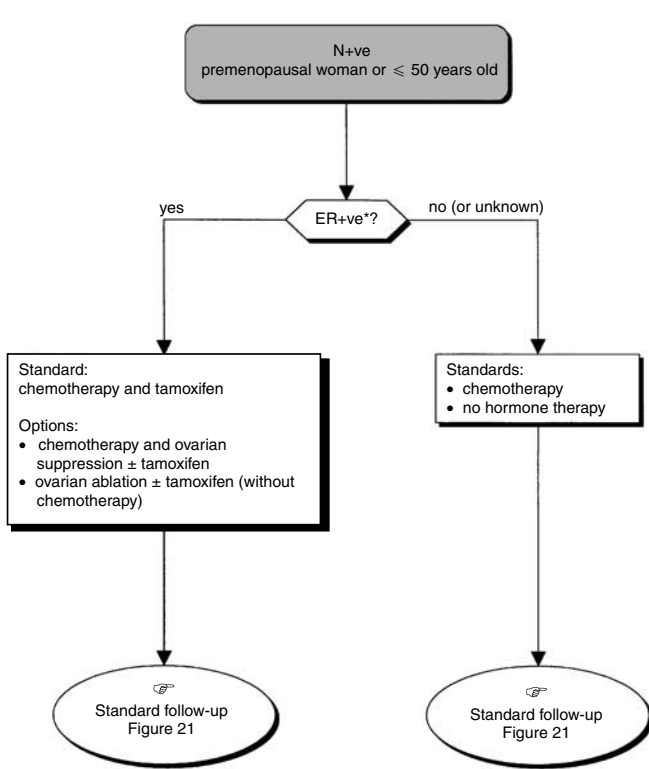 N+ve
premenopausal woman or ⩽ 50 years old
ER+ve*?
yes
no (or unknown)
Standard:
chemotherapy and tamoxifen
Options:
• chemotherapy and ovarian
suppression ± tamoxifen
• ovarian ablation ± tamoxifen (without
chemotherapy)
Standards:
• chemotherapy
• no hormone therapy
☞
Standard follow-up
Figure 21
☞
Standard follow-up
Figure 21